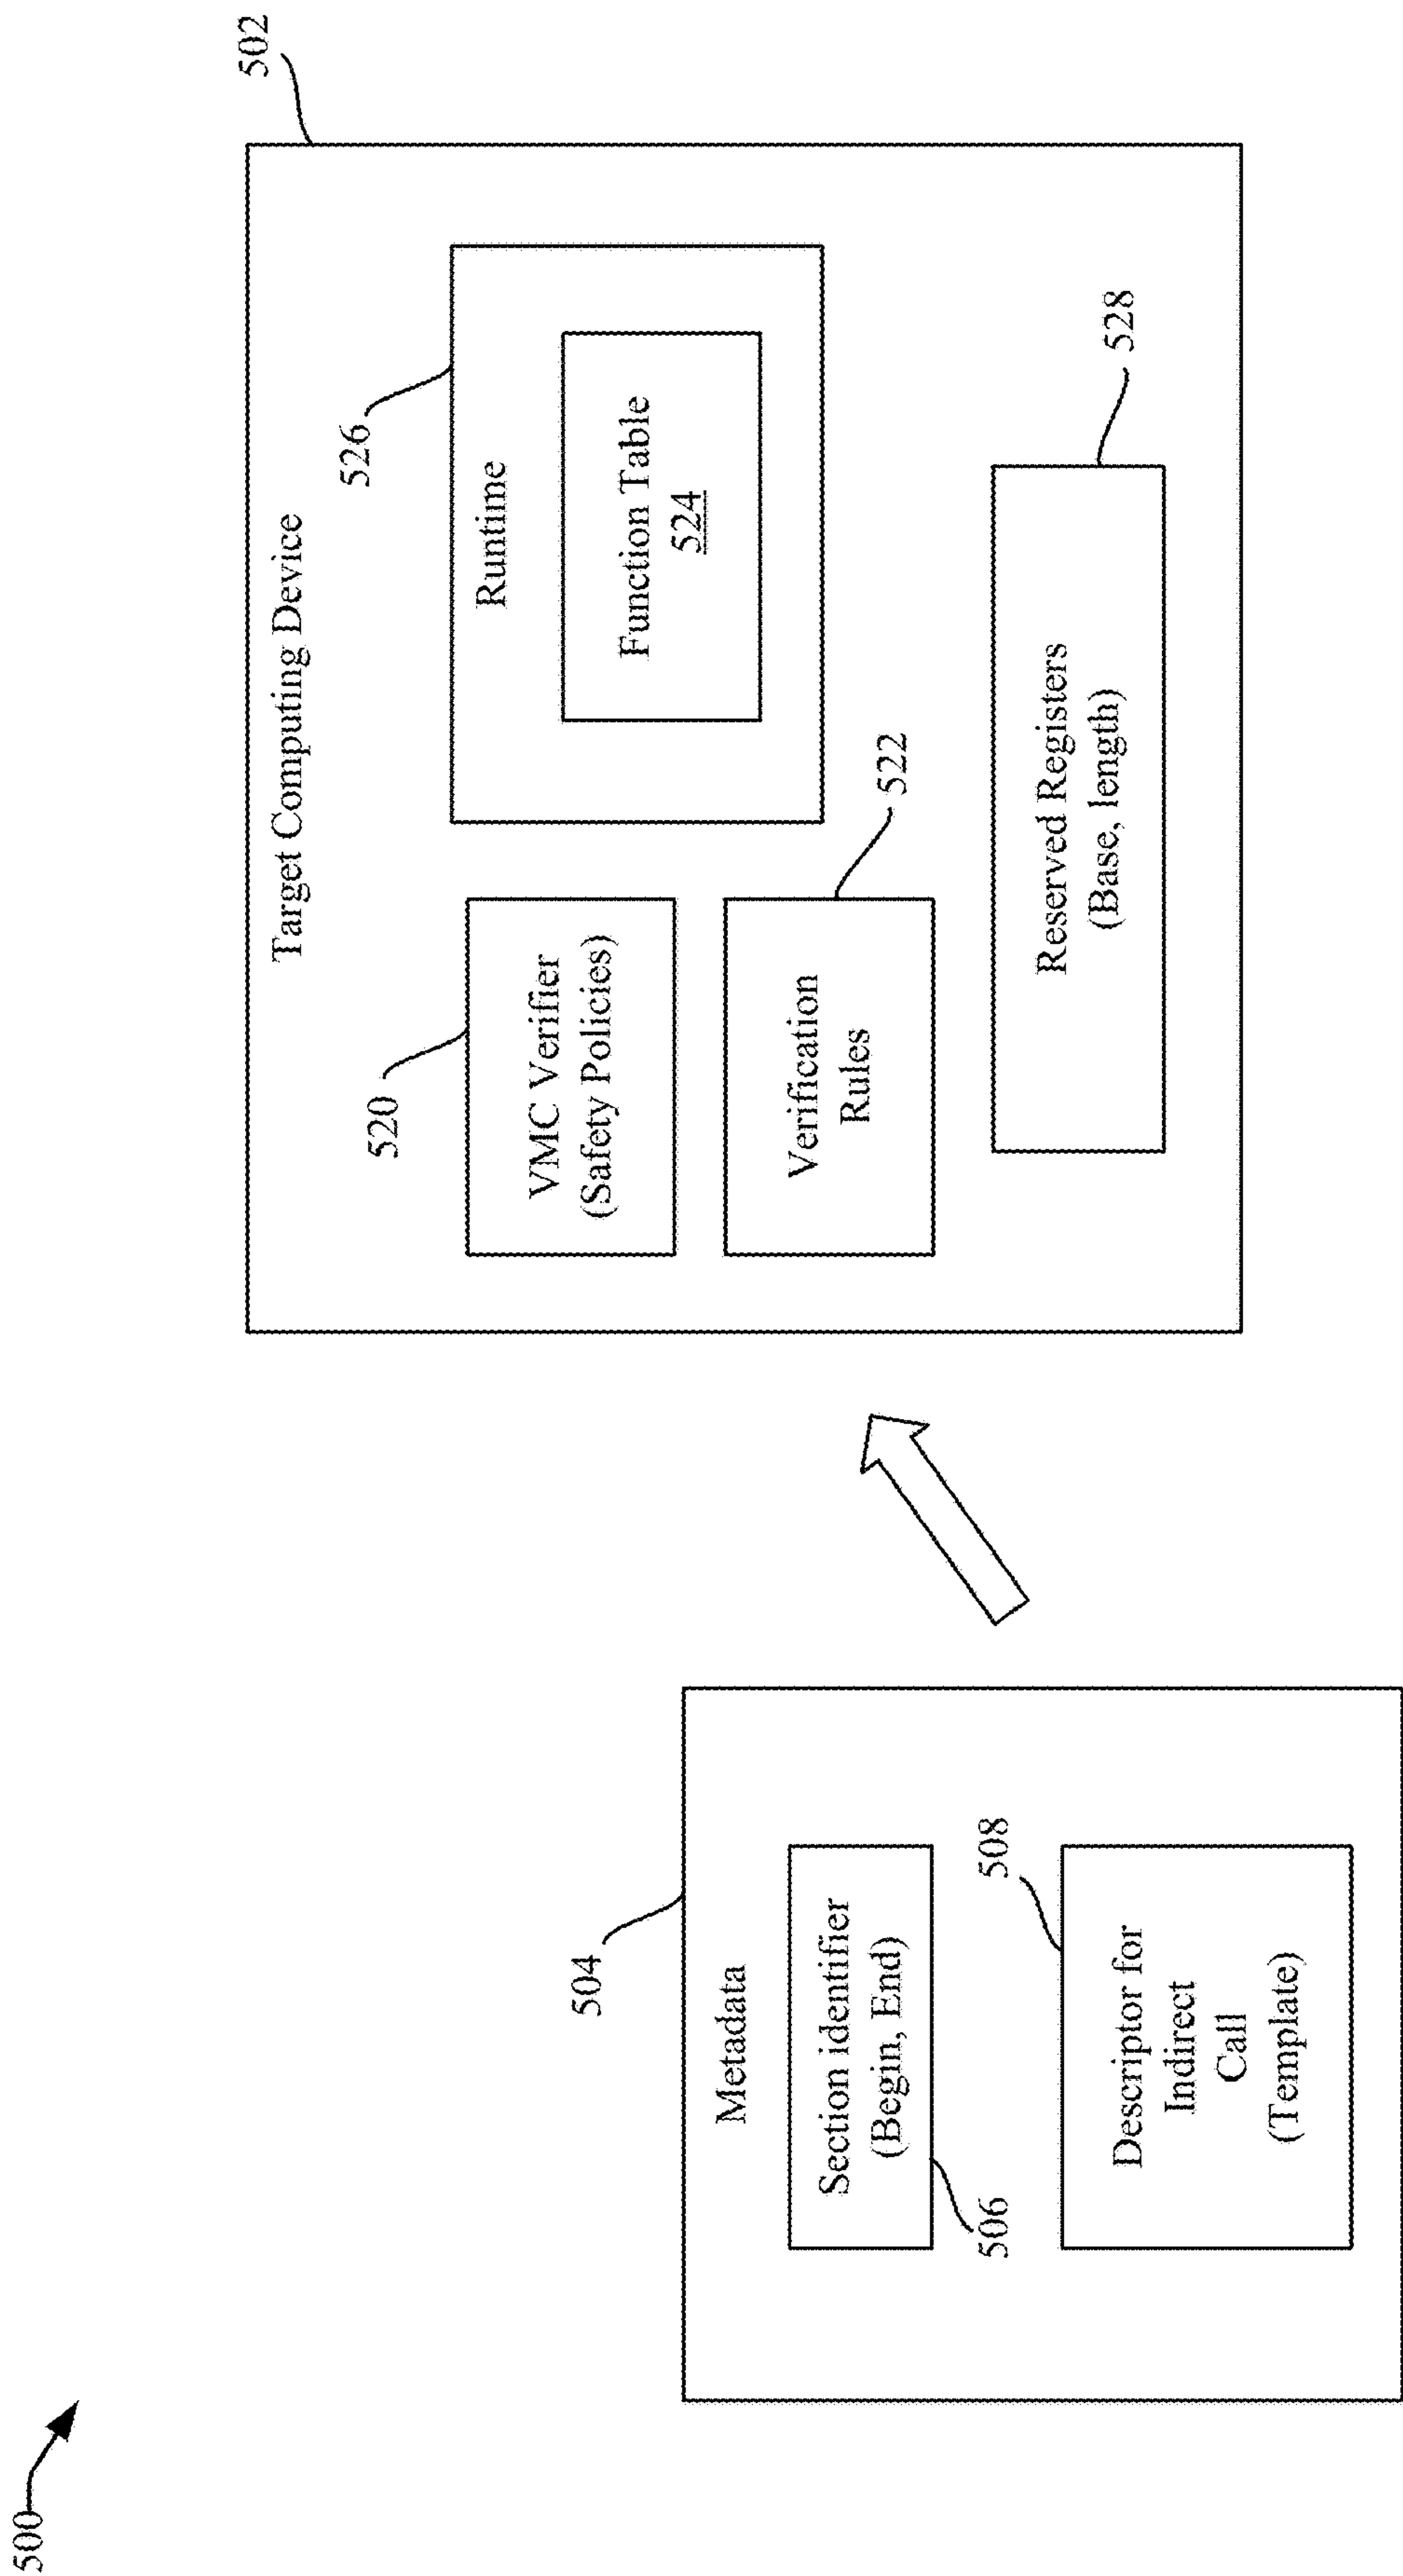 500
502
Target Computing Device
526
Runtime
Function Table
524
520
VMC Verifier
(Safety Policies)
522
Verification
Rules
528
Reserved Registers
(Base, length)
504
Metadata
Section identifier
(Begin, End)
506
508
Descriptor for
Indirect
Call
(Template)